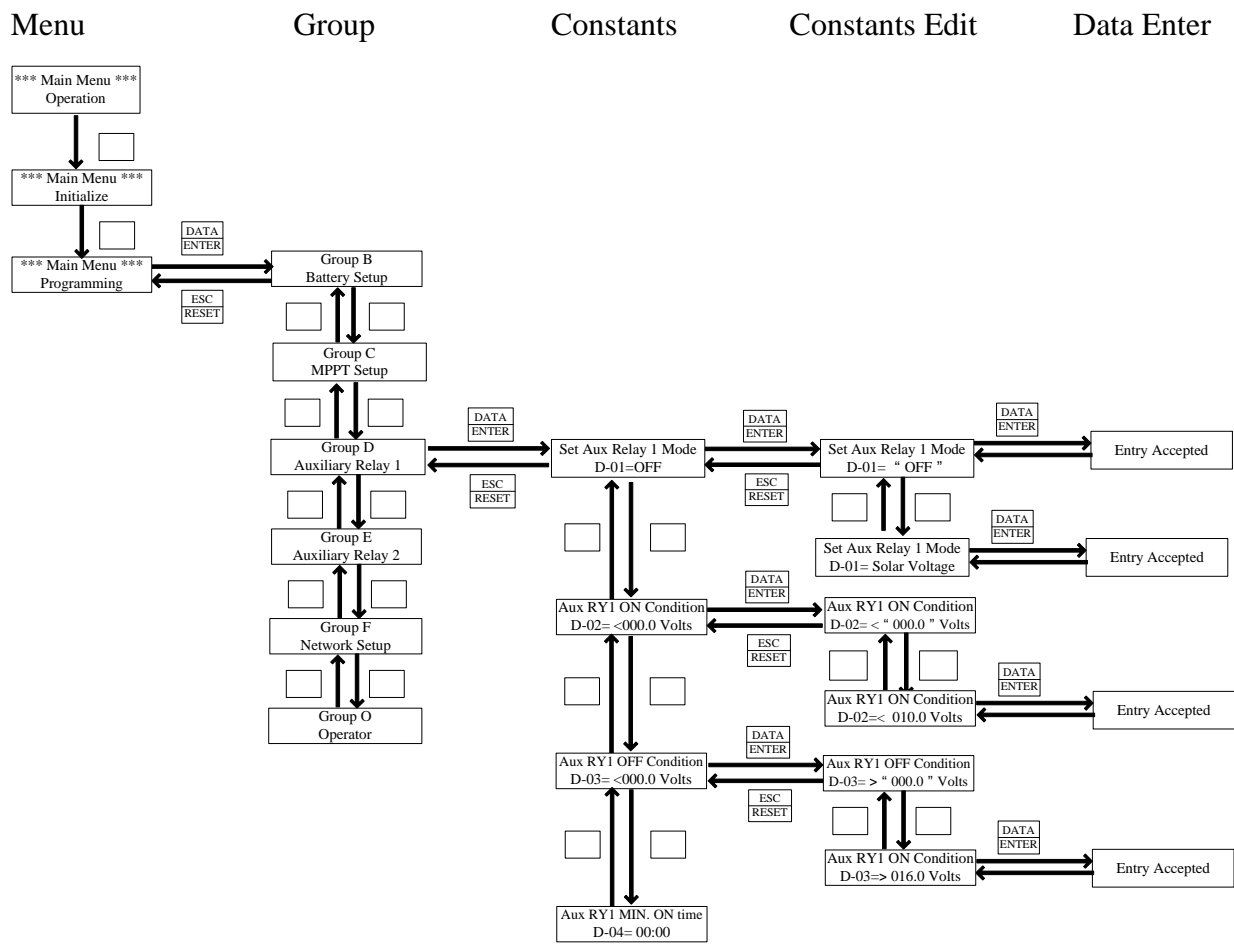 Menu
Group
Constants
Constants Edit
Data Enter
*** Main Menu ***
Operation
*** Main Menu ***
Initialize
*** Main Menu ***
Programming
DATA
ENTER
ESC
RESET
Group B
Battery Setup
Group C
MPPT Setup
Group D
Auxiliary Relay 1
Group E
Auxiliary Relay 2
Group F
Network Setup
Group O
Operator
DATA
ENTER
ESC
RESET
Set Aux Relay 1 Mode
D-01=OFF
Aux RY1 ON Condition
D-02= <000.0 Volts
Aux RY1 OFF Condition
D-03= <000.0 Volts
Aux RY1 MIN. ON time
D-04= 00:00
DATA
ENTER
ESC
RESET
DATA
ENTER
ESC
RESET
DATA
ENTER
ESC
RESET
Set Aux Relay 1 Mode
D-01= “ OFF ”
Set Aux Relay 1 Mode
D-01= Solar Voltage
Aux RY1 ON Condition
D-02= < “ 000.0 ” Volts
Aux RY1 ON Condition
D-02=< 010.0 Volts
Aux RY1 OFF Condition
D-03= > “ 000.0 ” Volts
Aux RY1 ON Condition
D-03=> 016.0 Volts
DATA
ENTER
DATA
ENTER
DATA
ENTER
DATA
ENTER
Entry Accepted
Entry Accepted
Entry Accepted
Entry Accepted